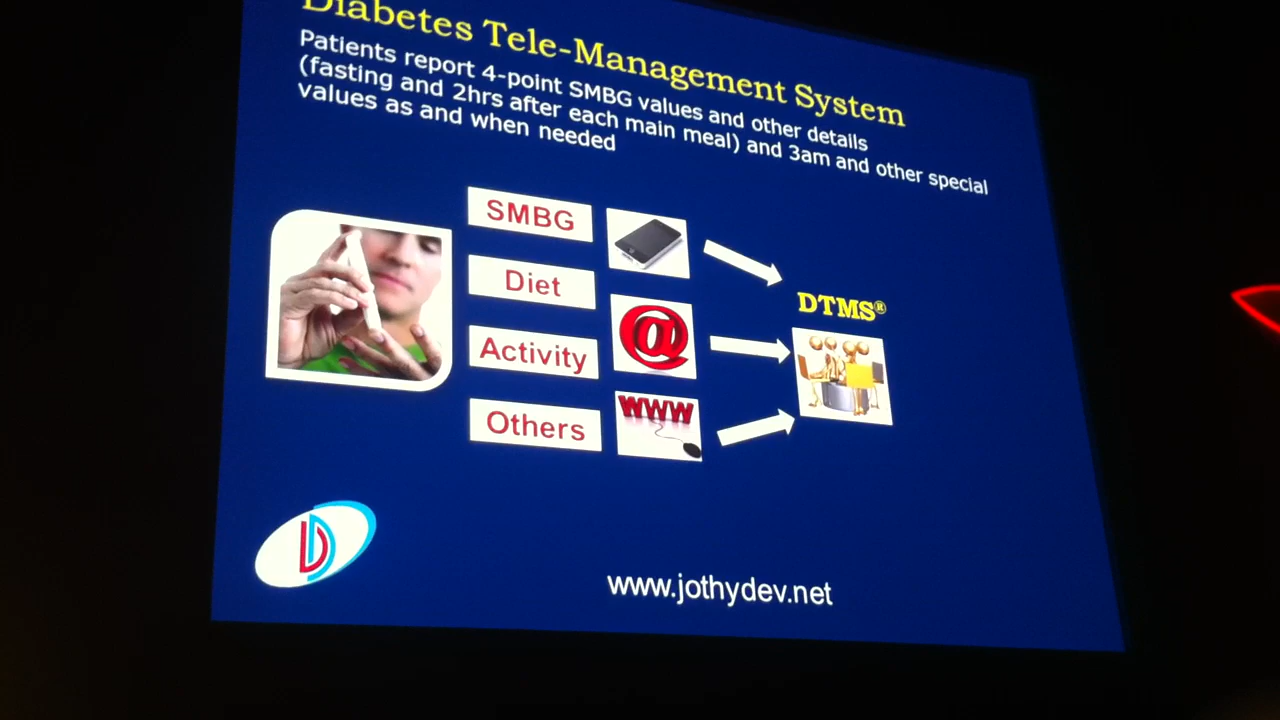 Diabetes Tele-Management System
Patients report 4-point SMBG values and other details
(fasting and 2hrs after each main meal) and 3am and other special
values as and when needed
SMBG
Diet
Activity
Others
@
WWW
DTMS®
D
www.jothydev.net